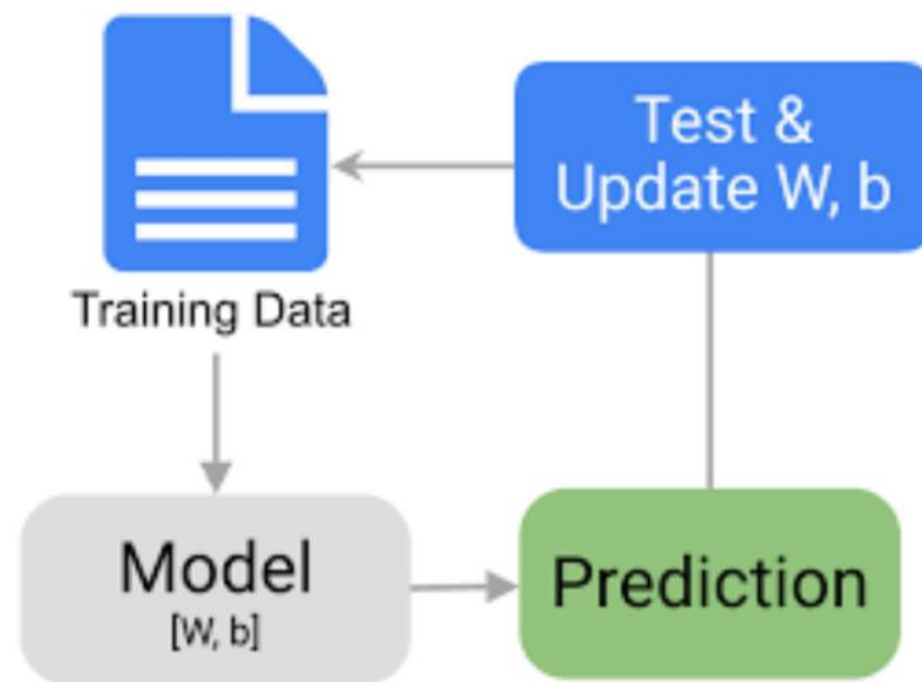 Test &
Update W, b
Training Data
Model
[W, b]
Prediction